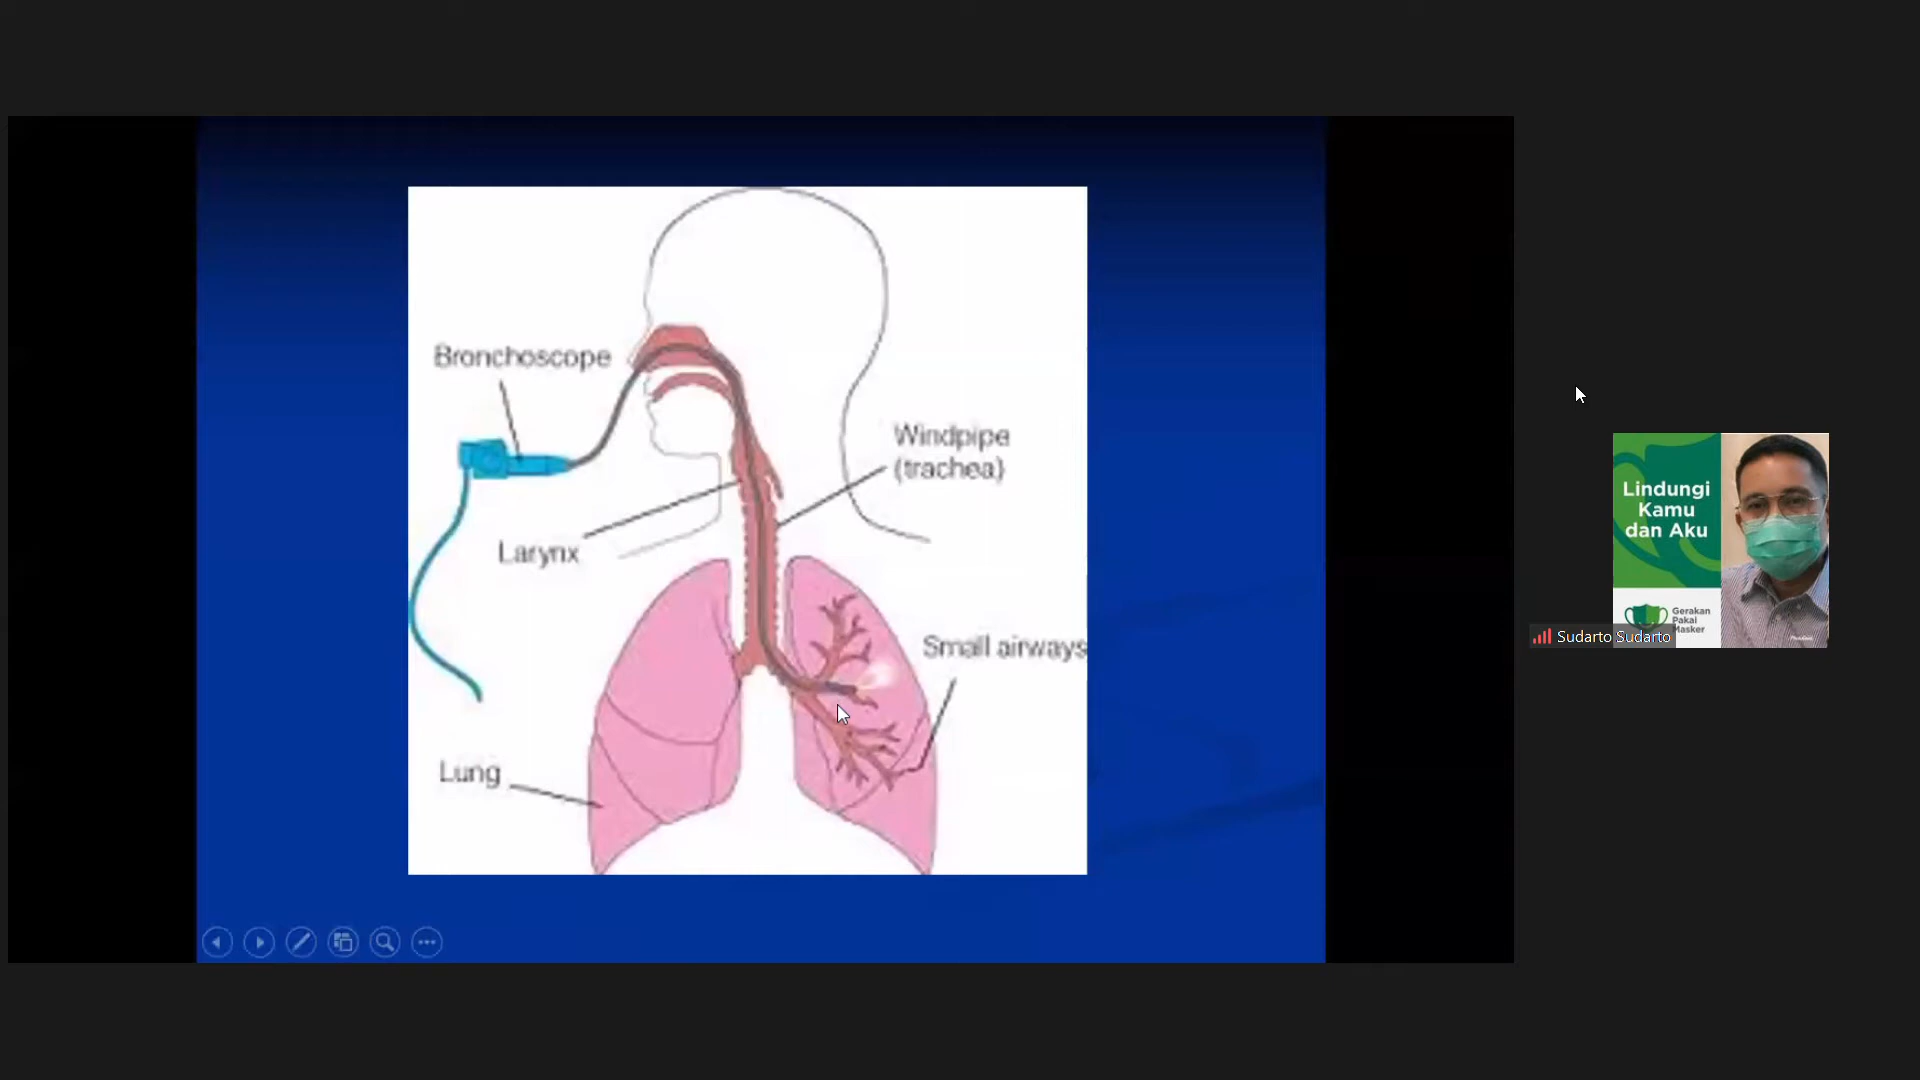 Bronchoscope
Windpipe
(trachea)
Larynx
Small airways
Lung
Lindungi
Kamu
dan Aku
Gerakan
Pakai
Masker
Sudarto Sudarto